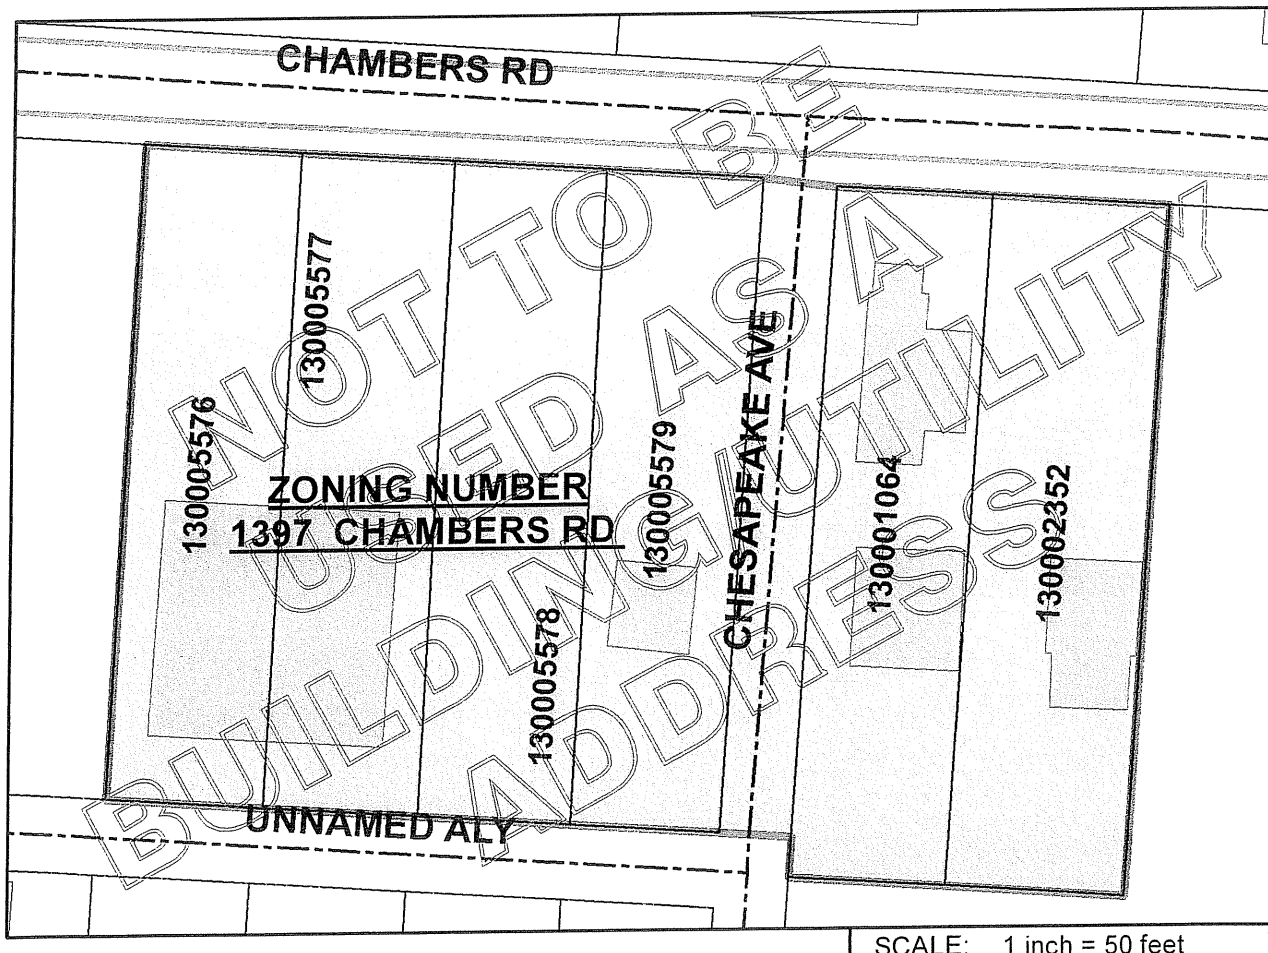 CHAMBERS RD
NOT TO BE
USED AS A
BUILDING/UTILITY
ADDRESS
130005576
130005577
ZONING NUMBER
1397 CHAMBERS RD
130005578
130005579
CHESAPEAKE AVE
130001064
130002352
UNNAMED ALY
SCALE: 1 inch = 50 feet